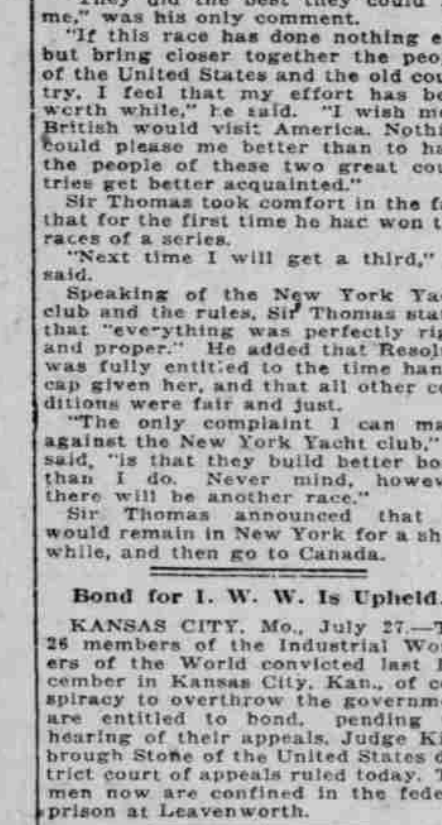 "They did the best they could
me," was his only comment.
"If this race has done nothing e
but bring closer together the peo
of the United States and the old cou
try, I feel that my effort has be
worth while," he said. "I wish m
British would visit America. Noth
could please me better than to ha
the people of these two great cou
tries get better acquainted."
Sir Thomas took comfort in the f
that for the first time he had won t
races of a series.
"Next time I will get a third,"
said.
Speaking of the New York Ya
club and the rules, Sir Thomas sta
that "everything was perfectly rig
and proper." He added that Resol
was fully entitled to the time han
cap given her, and that all other co
ditions were fair and just.
"The only complaint I can ma
against the New York Yacht club,"
said, "is that they build better bo
than I do. Never mind, howev
there will be another race."
Sir Thomas announced that
would remain in New York for a sh
while, and then go to Canada.
Bond for I. W. W. Is Upheld.
KANSAS CITY, Mo., July 27.—T
26 members of the Industrial Wo
ers of the World convicted last
cember in Kansas City, Kan., of c
spiracy to overthrow the governm
are entitled to bond, pending
hearing of their appeals, Judge Ki
brough Stone of the United States d
trict court of appeals ruled today. T
men now are confined in the fede
prison at Leavenworth.